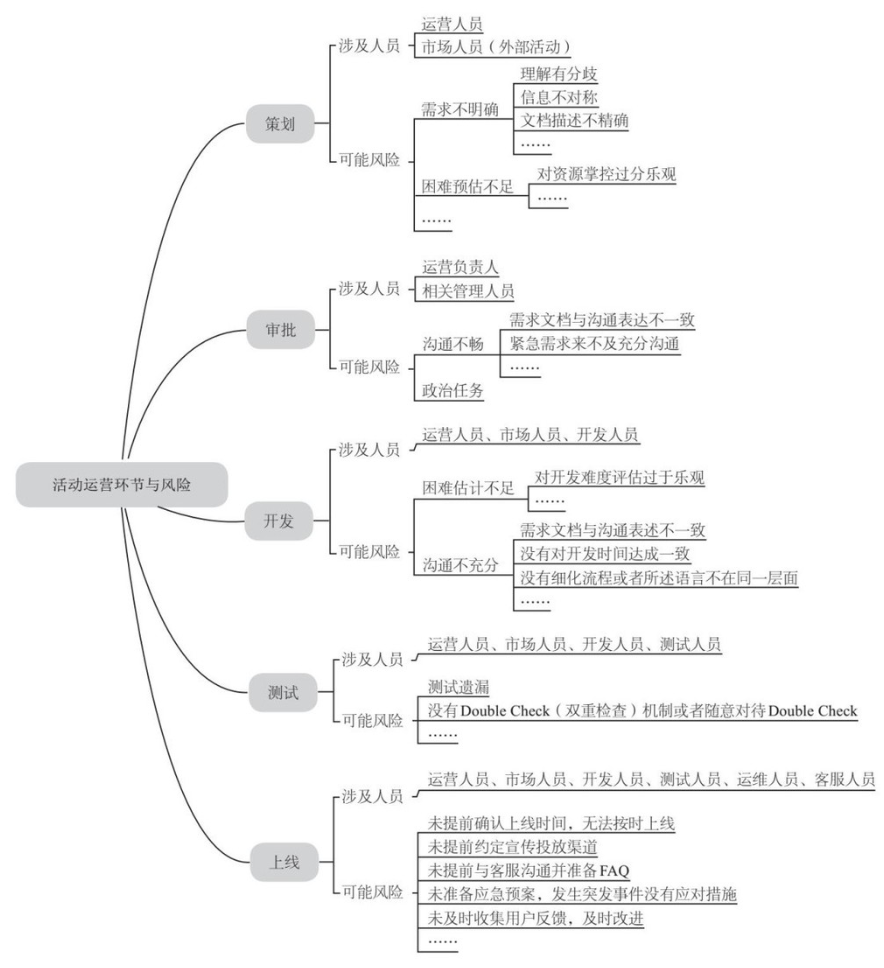 活动运营环节与风险
策划
涉及人员
运营人员
市场人员（外部活动）
可能风险
需求不明确
理解有分歧
信息不对称
文档描述不精确
……
困难预估不足
对资源掌控过分乐观
……
……
审批
涉及人员
运营负责人
相关管理人员
可能风险
沟通不畅
需求文档与沟通表达不一致
紧急需求来不及充分沟通
……
政治任务
开发
涉及人员
运营人员、市场人员、开发人员
可能风险
困难估计不足
对开发难度评估过于乐观
……
沟通不充分
需求文档与沟通表述不一致
没有对开发时间达成一致
没有细化流程或者所述语言不在同一层面
……
测试
涉及人员
运营人员、市场人员、开发人员、测试人员
可能风险
测试遗漏
没有Double Check（双重检查）机制或者随意对待Double Check
……
上线
涉及人员
运营人员、市场人员、开发人员、测试人员、运维人员、客服人员
可能风险
未提前确认上线时间，无法按时上线
未提前约定宣传投放渠道
未提前与客服沟通并准备FAQ
未准备应急预案，发生突发事件没有应对措施
未及时收集用户反馈，及时改进
……